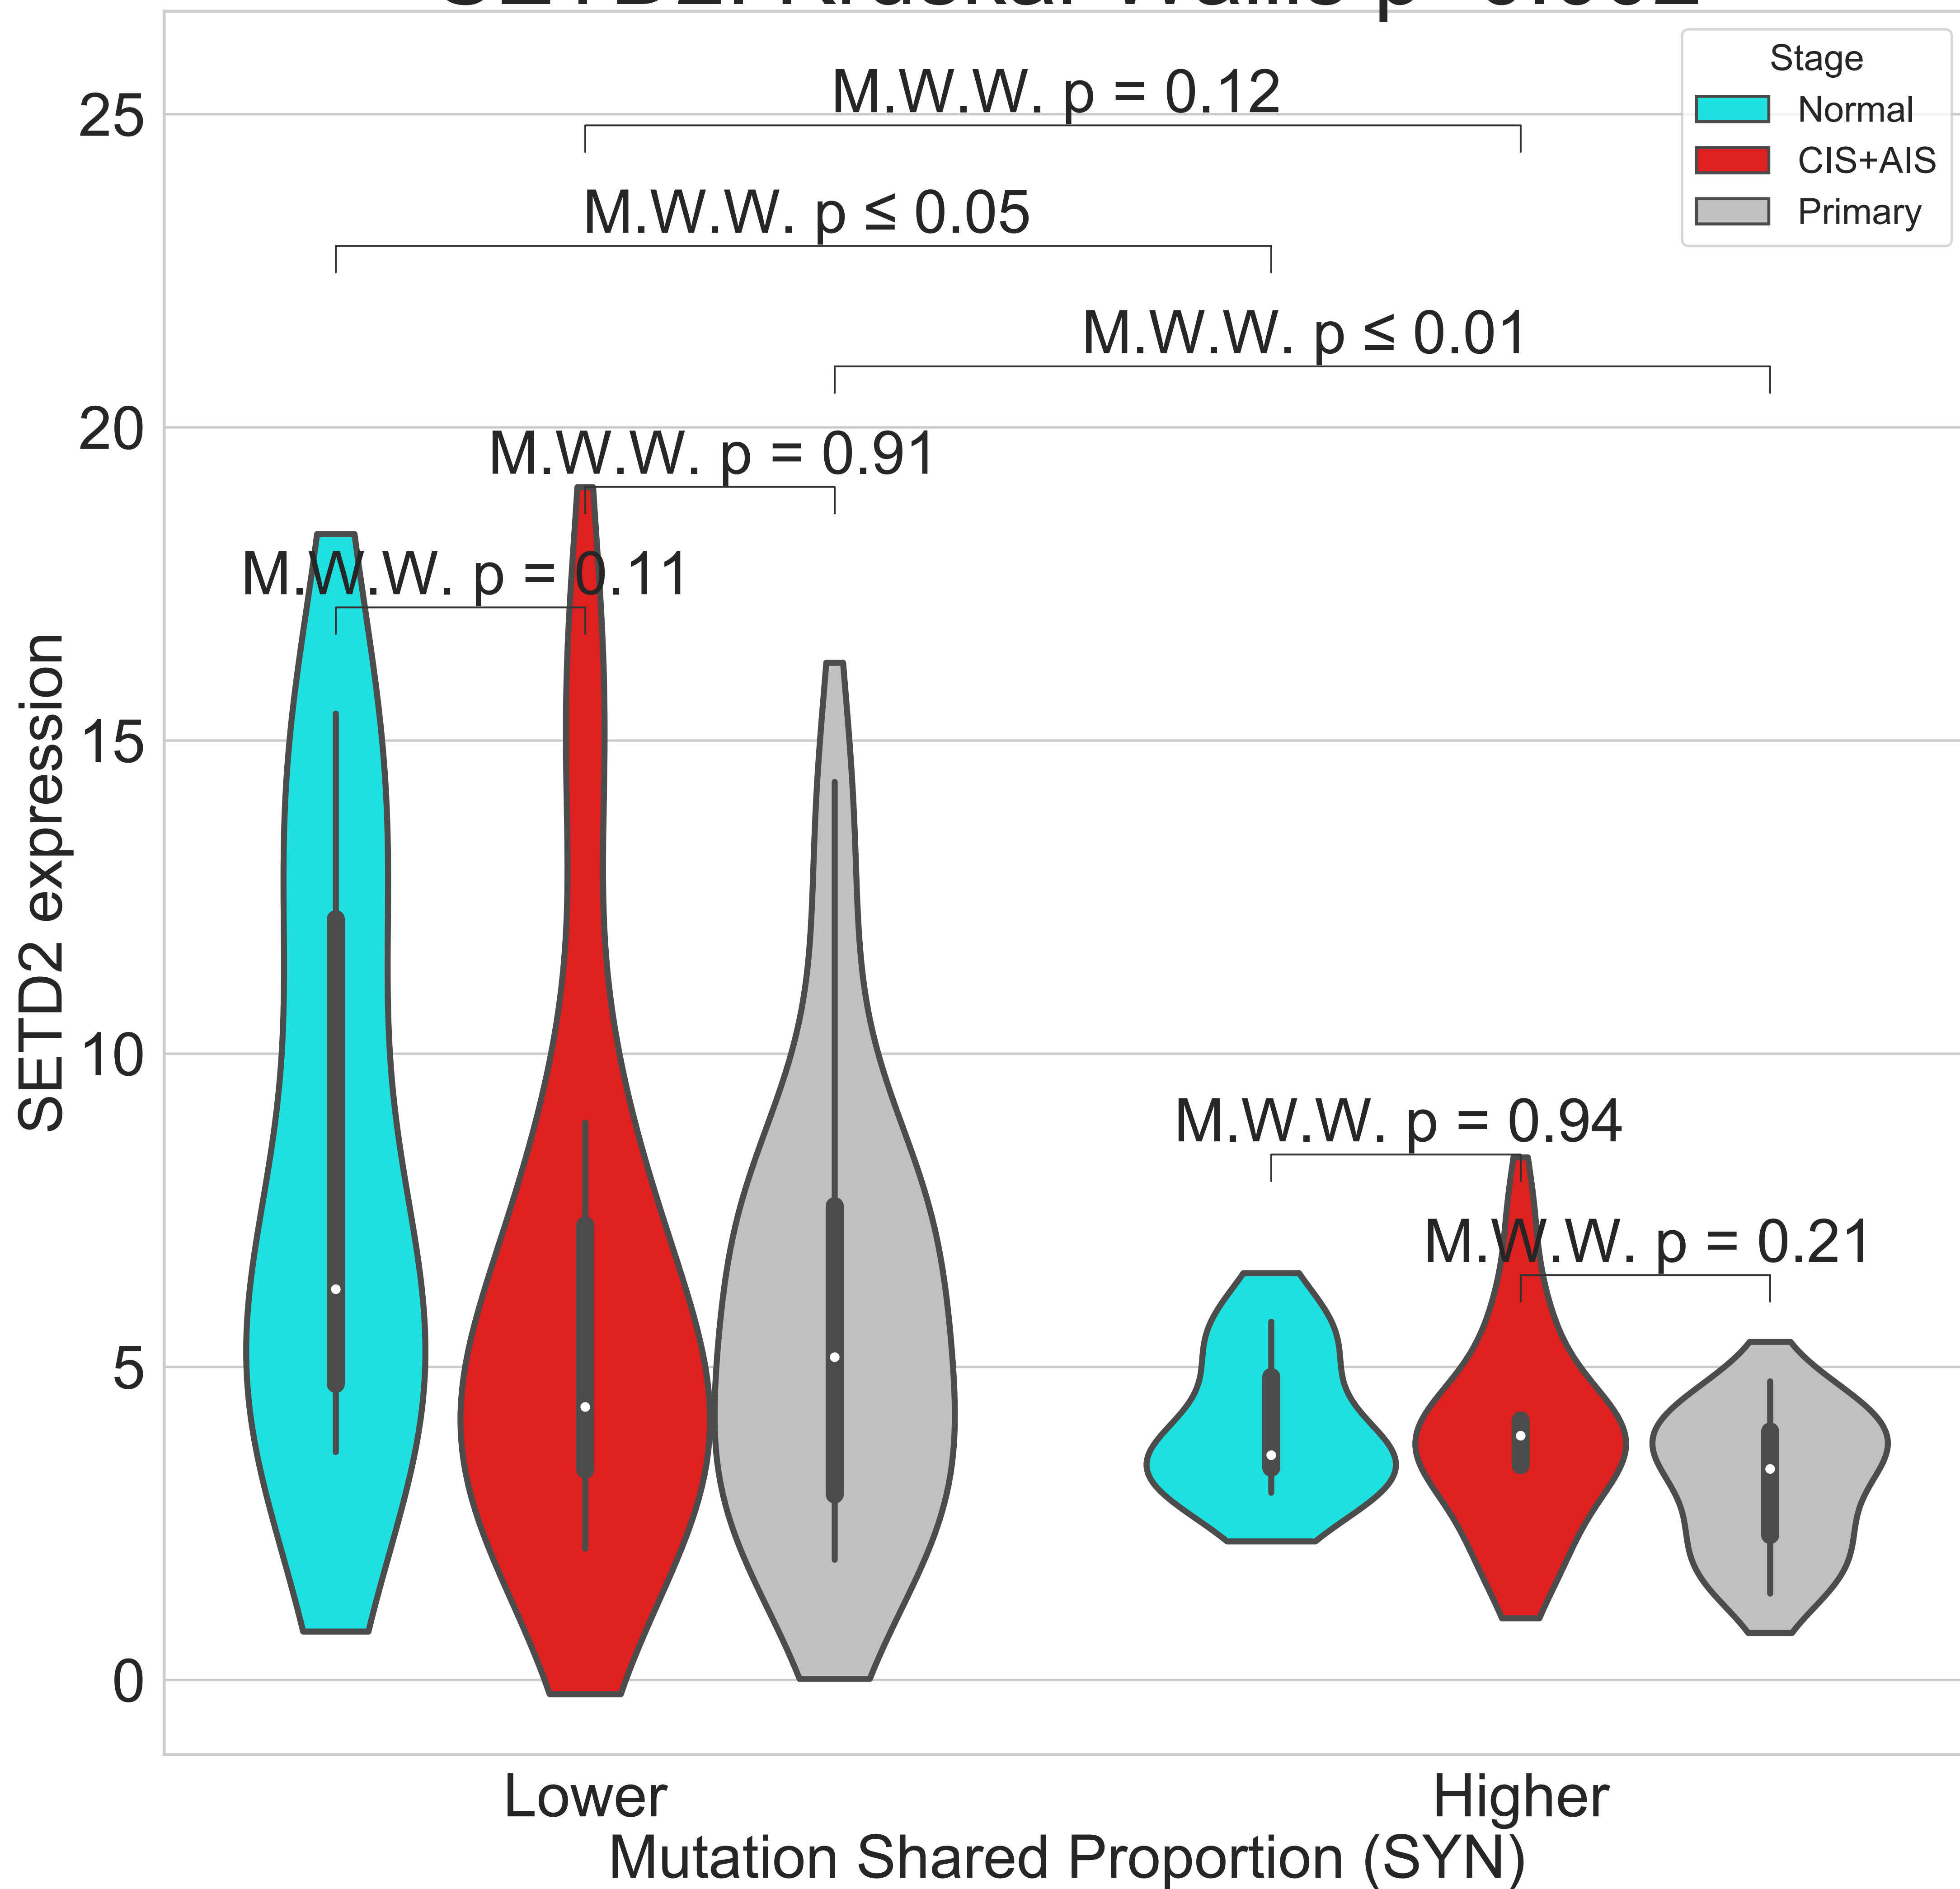 Stage
Normal
CIS+AIS
Primary
M.W.W. p = 0.12
M.W.W. p ≤ 0.05
M.W.W. p ≤ 0.01
M.W.W. p = 0.91
M.W.W. p = 0.11
M.W.W. p = 0.94
M.W.W. p = 0.21
25
20
15
10
5
0
SETD2 expression
Lower
Higher
Mutation Shared Proportion (SYN)